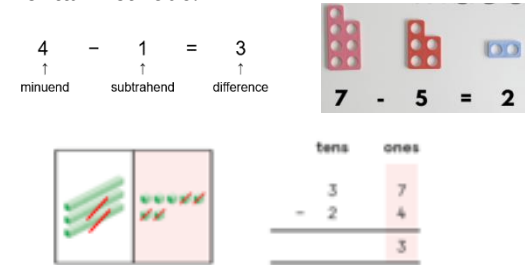 4 − 1 = 3
↑ ↑ ↑
minuend subtrahend difference
7 - 5 = 2
tens ones
3 7
− 2 4
3